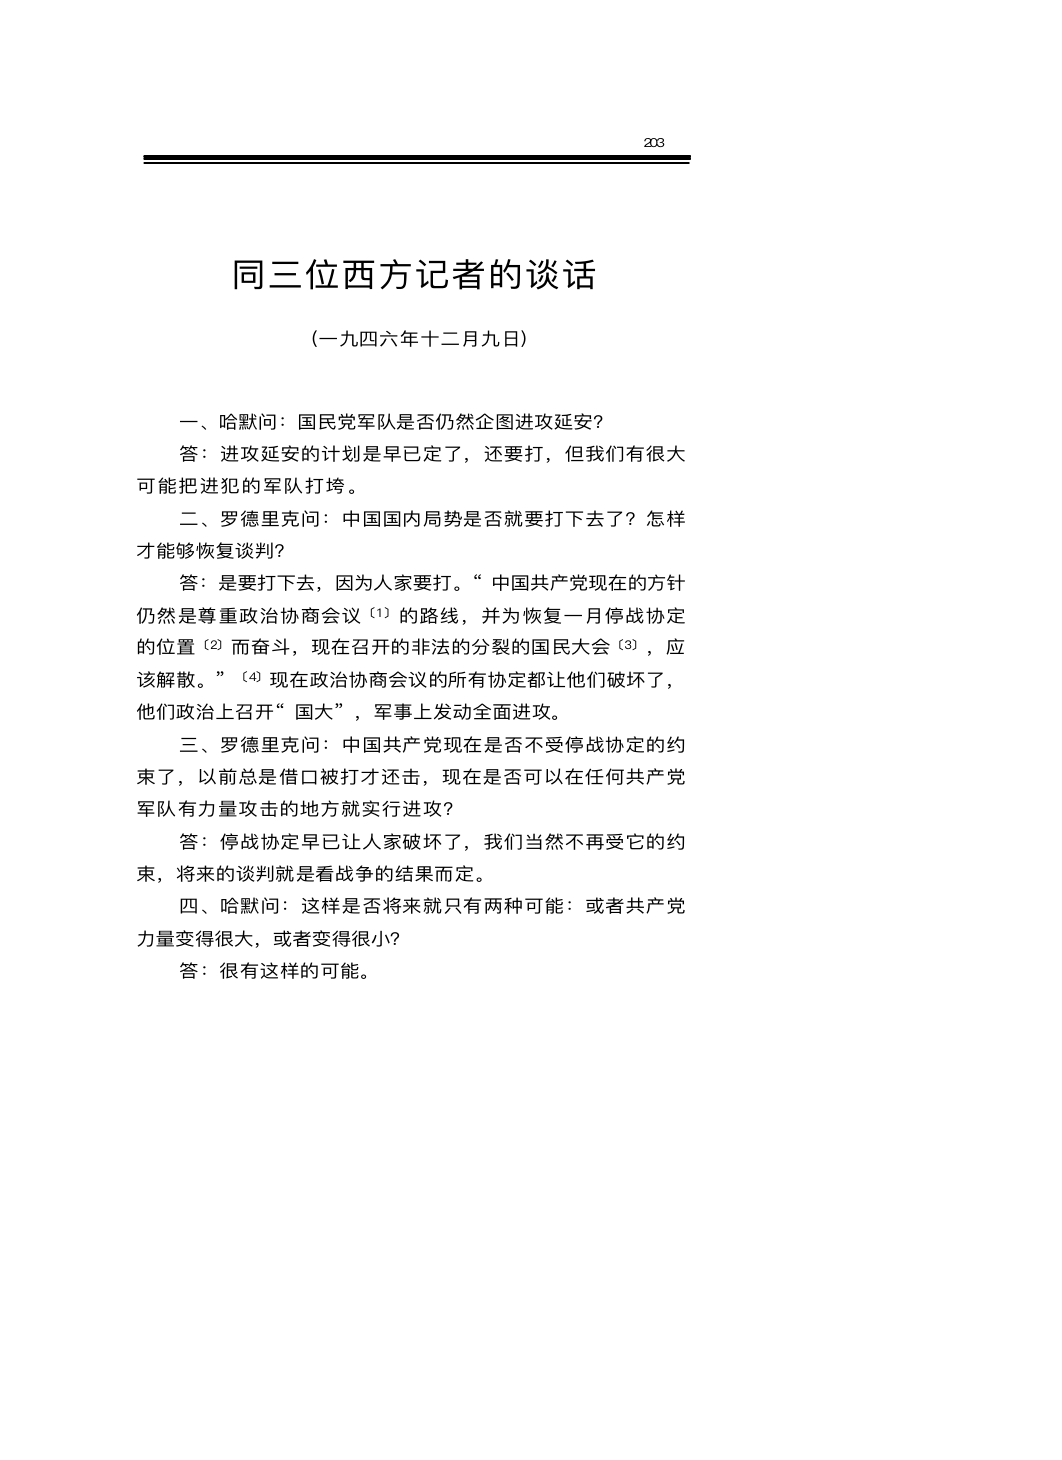 203
同三位西方记者的谈话
(一九四六年十二月九日)
一、哈默问：国民党军队是否仍然企图进攻延安?
答：进攻延安的计划是早已定了，还要打，但我们有很大
可能把进犯的军队打垮。
二、罗德里克问：中国国内局势是否就要打下去了? 怎样
才能够恢复谈判?
答：是要打下去，因为人家要打。“ 中国共产党现在的方针
仍然是尊重政治协商会议〔1〕的路线，并为恢复一月停战协定
的位置〔2〕而奋斗，现在召开的非法的分裂的国民大会〔3〕，应
该解散。”〔4〕现在政治协商会议的所有协定都让他们破坏了，
他们政治上召开“ 国大”，军事上发动全面进攻。
三、罗德里克问：中国共产党现在是否不受停战协定的约
束了，以前总是借口被打才还击，现在是否可以在任何共产党
军队有力量攻击的地方就实行进攻?
答：停战协定早已让人家破坏了，我们当然不再受它的约
束，将来的谈判就是看战争的结果而定。
四、哈默问：这样是否将来就只有两种可能：或者共产党
力量变得很大，或者变得很小?
答：很有这样的可能。